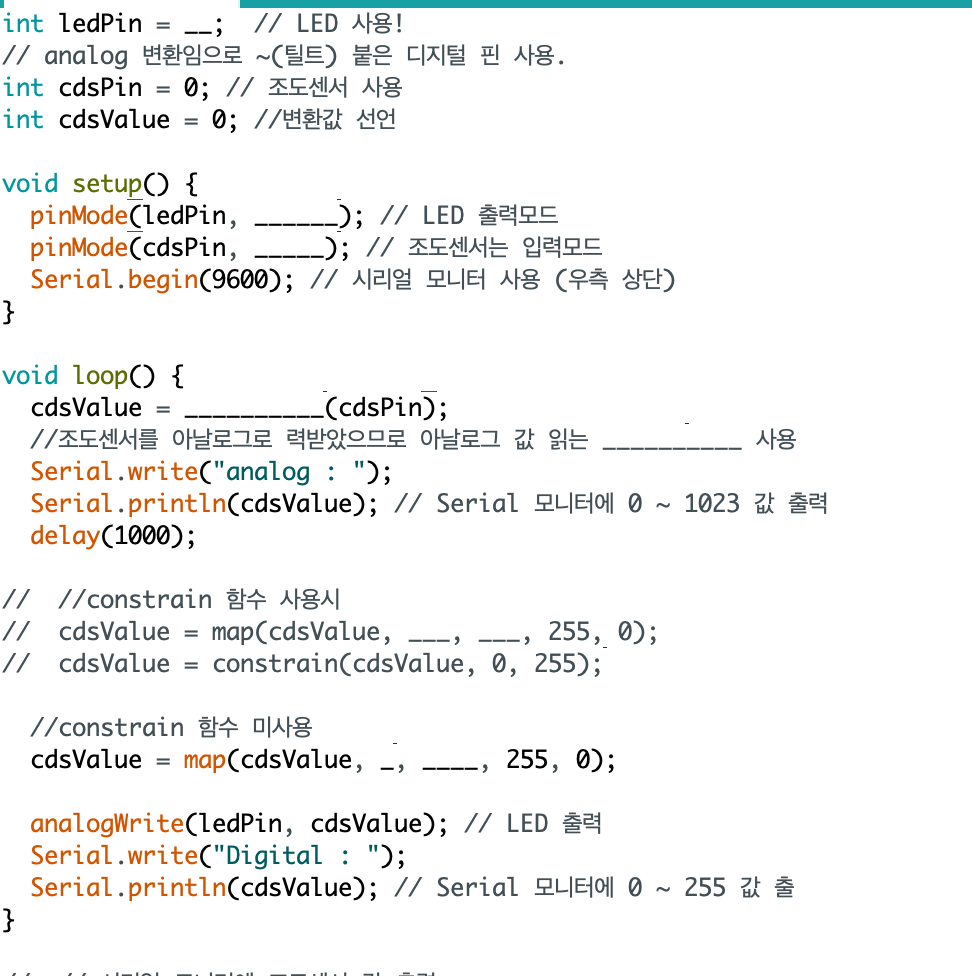 int ledPin = __;  // LED 사용!
// analog 변환임으로 ~(틸트) 붙은 디지털 핀 사용.
int cdsPin = 0; // 조도센서 사용
int cdsValue = 0; //변환값 선언
void setup() {
  pinMode(ledPin, ______); // LED 출력모드
  pinMode(cdsPin, _____); // 조도센서는 입력모드
  Serial.begin(9600); // 시리얼 모니터 사용 (우측 상단)
}
void loop() {
  cdsValue = __________(cdsPin);
  //조도센서를 아날로그로 력받았으므로 아날로그 값 읽는 __________ 사용
  Serial.write("analog : ");
  Serial.println(cdsValue); // Serial 모니터에 0 ~ 1023 값 출력
  delay(1000);
//  //constrain 함수 사용시
//  cdsValue = map(cdsValue, ___, ___, 255, 0);
//  cdsValue = constrain(cdsValue, 0, 255);
  //constrain 함수 미사용
  cdsValue = map(cdsValue, _, ____, 255, 0);
  analogWrite(ledPin, cdsValue); // LED 출력
  Serial.write("Digital : ");
  Serial.println(cdsValue); // Serial 모니터에 0 ~ 255 값 출
}